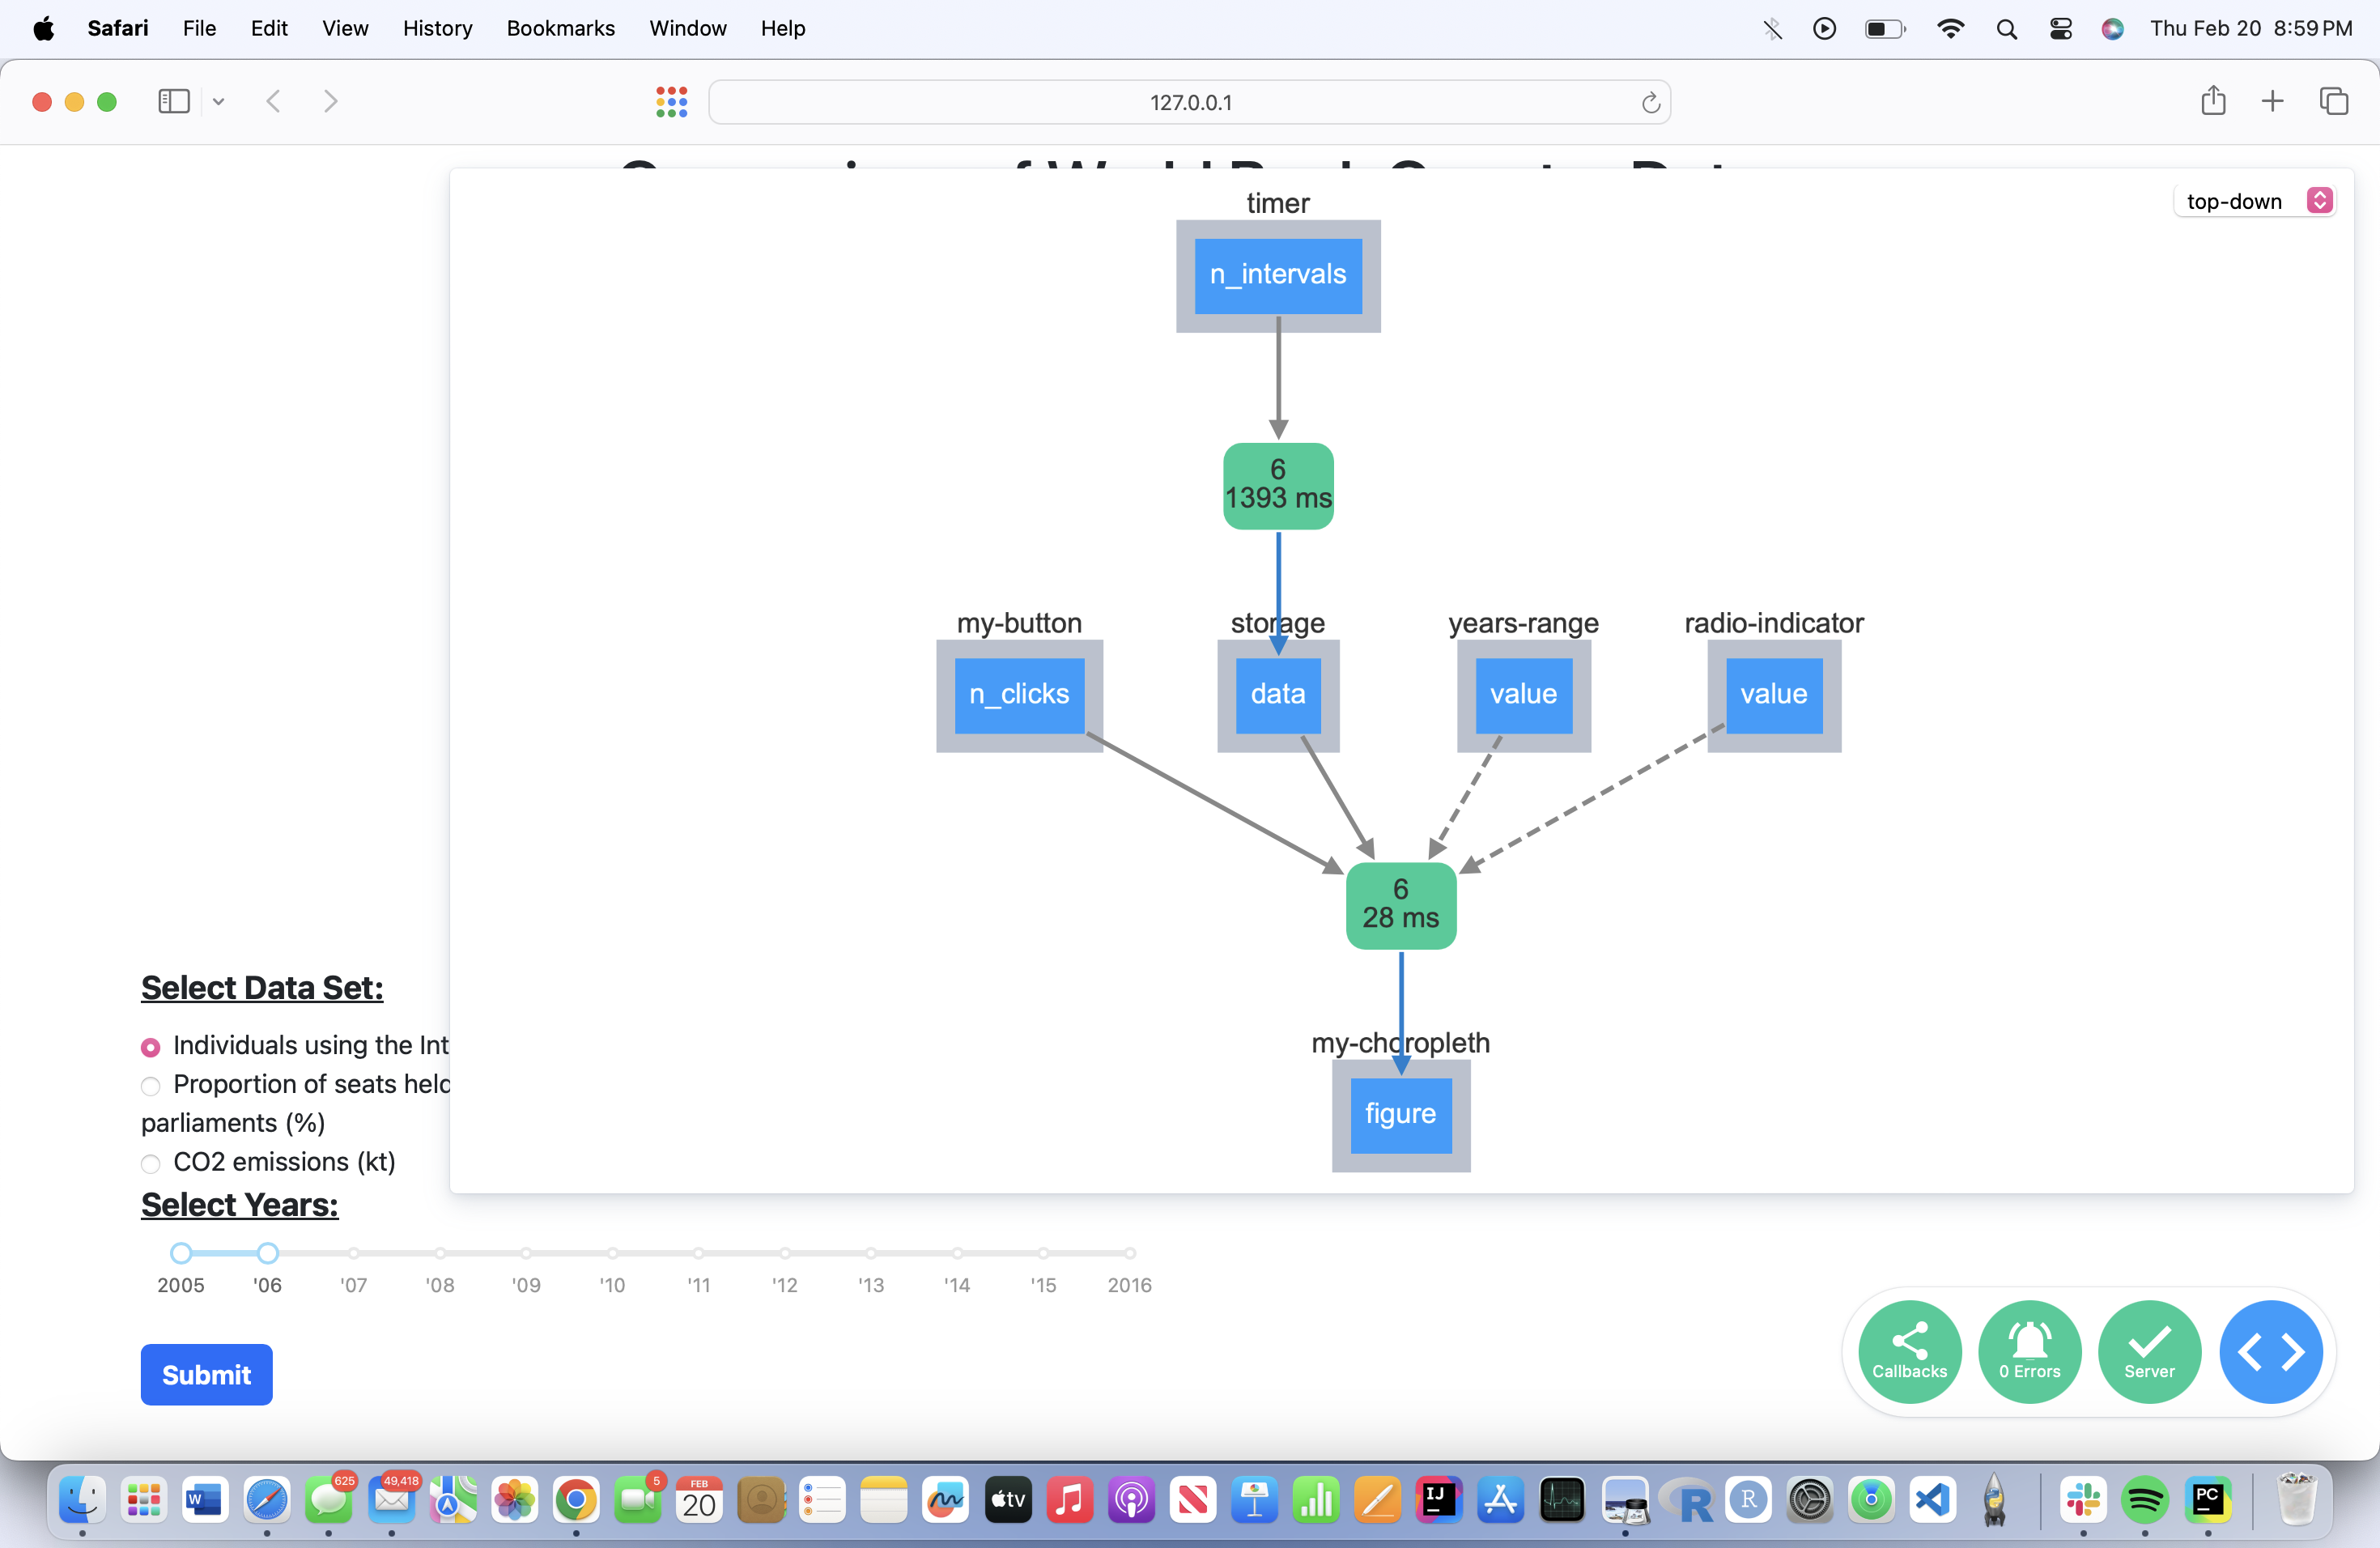 Safari File Edit View History Bookmarks Window Help Thu Feb 20 8:59 PM
127.0.0.1
top-down
timer
n_intervals
6
1393 ms
my-button storage years-range radio-indicator
n_clicks data value value
6
28 ms
my-choropleth
figure
Select Data Set:
Individuals using the Int
Proportion of seats held
parliaments (%)
CO2 emissions (kt)
Select Years:
2005 '06 '07 '08 '09 '10 '11 '12 '13 '14 '15 2016
Submit
Callbacks 0 Errors Server
625 49,418 5 FEB
20
W tv IJ R R PC